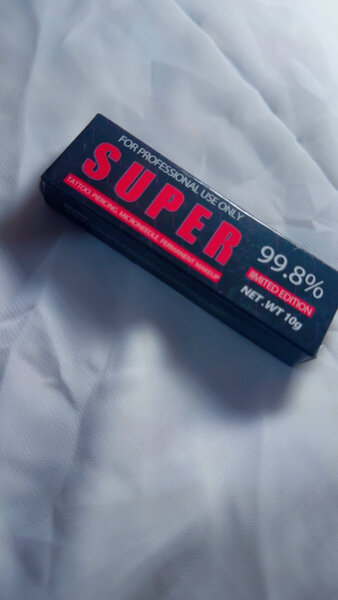 FOR PROFESSIONAL USE ONLY
SUPER
TATTOO, PIERCING, MICRONEEDLE, PERMANENT MAKEUP
99.8%
lIMITED EDITION
NET .WT 10g